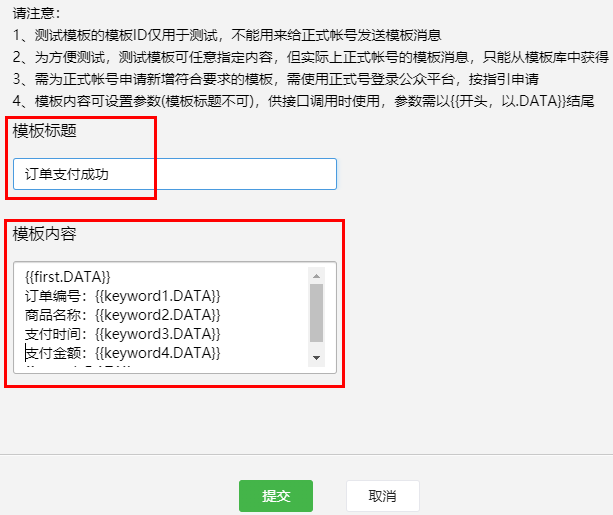 请注意：
1、测试模板的模板ID仅用于测试，不能用来给正式帐号发送模板消息
2、为方便测试，测试模板可任意指定内容，但实际上正式帐号的模板消息，只能从模板库中获得
3、需为正式帐号申请新增符合要求的模板，需使用正式号登录公众平台，按指引申请
4、模板内容可设置参数(模板标题不可)，供接口调用时使用，参数需以{{开头，以.DATA}}结尾
模板标题
订单支付成功
模板内容
{{first.DATA}}
订单编号：{{keyword1.DATA}}
商品名称：{{keyword2.DATA}}
支付时间：{{keyword3.DATA}}
支付金额：{{keyword4.DATA}}
提交
取消